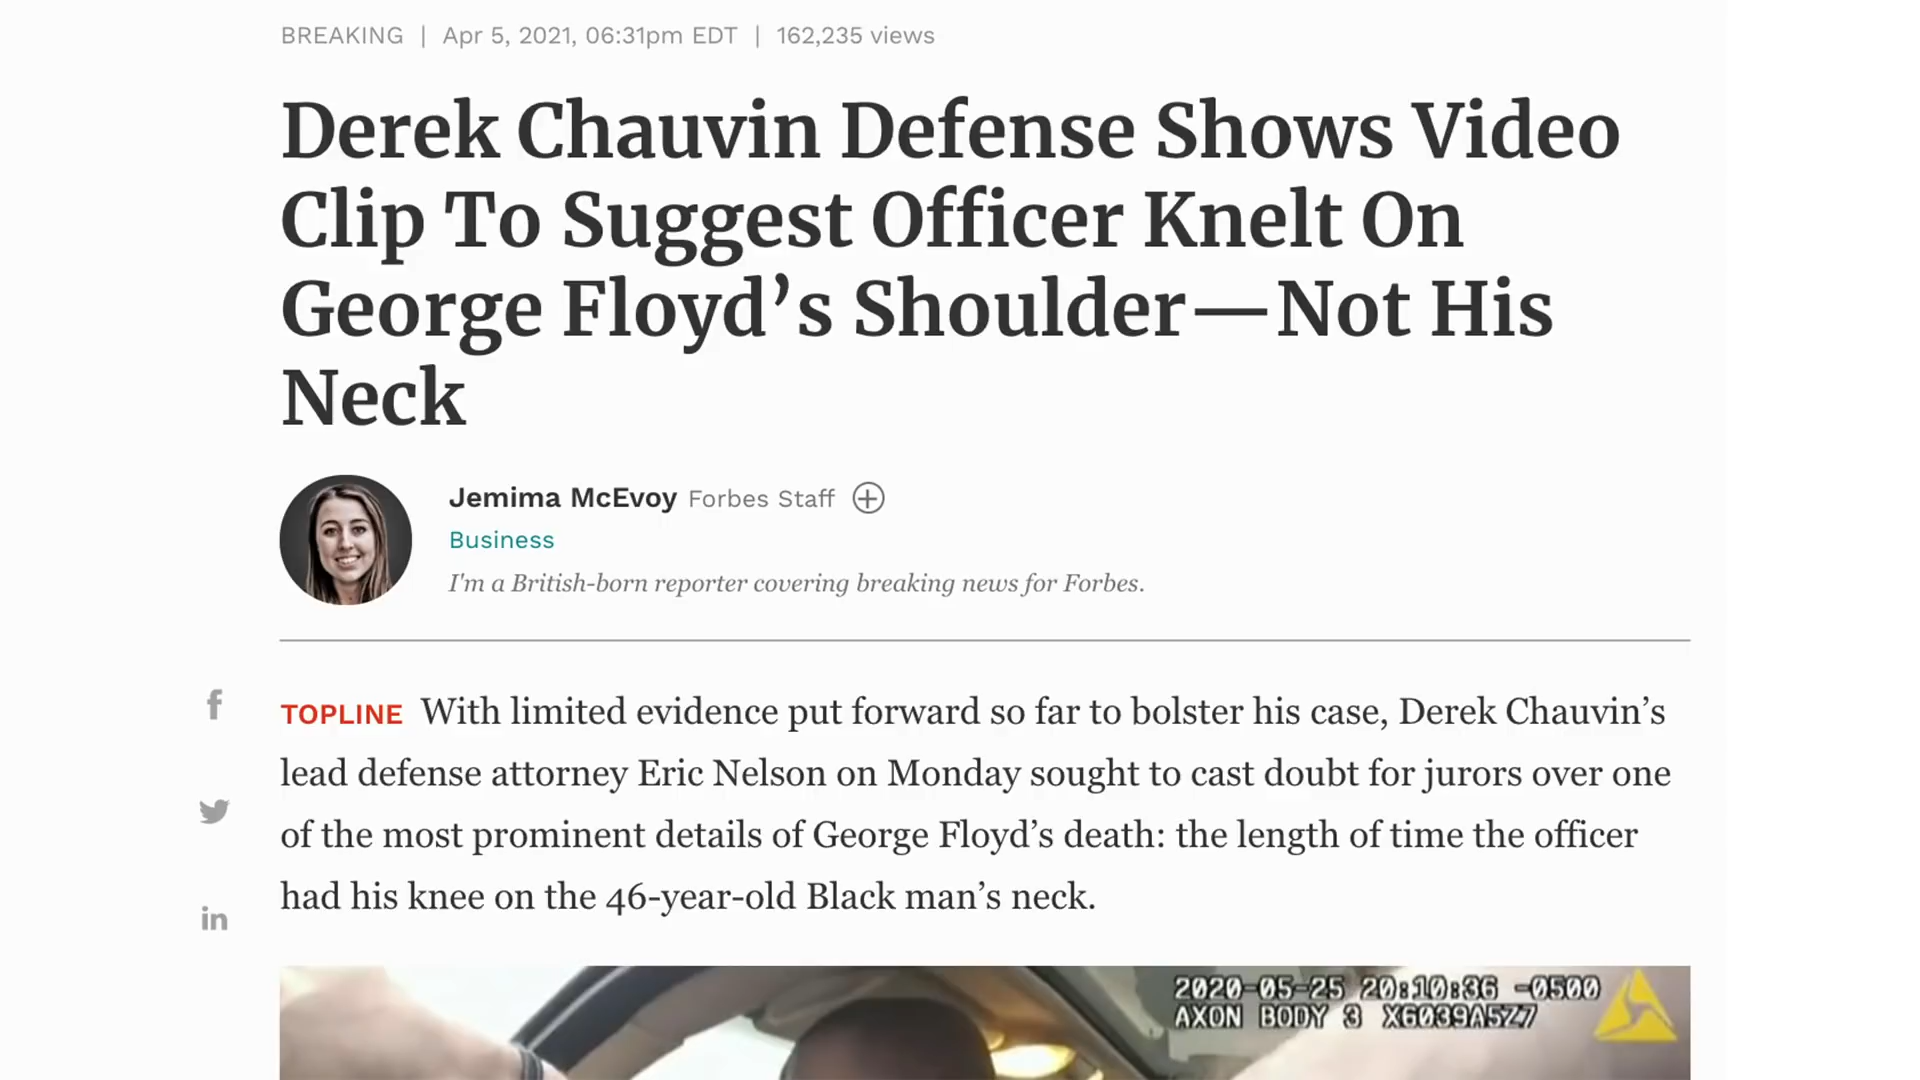 BREAKING | Apr 5, 2021, 06:31pm EDT | 162,235 views
Derek Chauvin Defense Shows Video
Clip To Suggest Officer Knelt On
George Floyd’s Shoulder—Not His
Neck
Jemima McEvoy Forbes Staff
Business
I'm a British-born reporter covering breaking news for Forbes.
TOPLINE With limited evidence put forward so far to bolster his case, Derek Chauvin’s
lead defense attorney Eric Nelson on Monday sought to cast doubt for jurors over one
of the most prominent details of George Floyd’s death: the length of time the officer
had his knee on the 46-year-old Black man’s neck.
2020-05-25 20:10:36 -0500
AXON BODY 3 X6039A5Z7